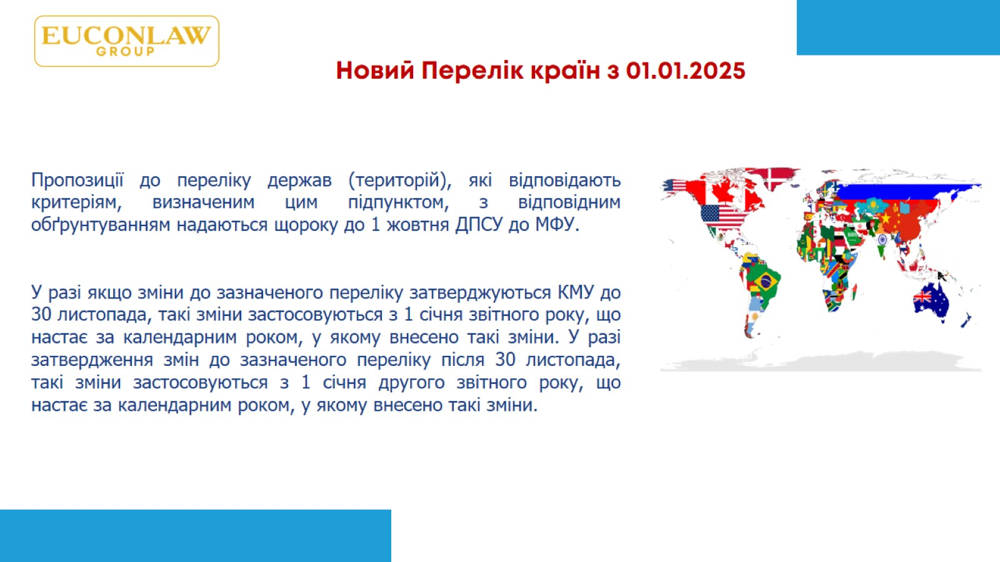 EUCONLAW
GROUP
Новий Перелік країн з 01.01.2025
Пропозиції до переліку держав (територій), які відповідають
критеріям, визначеним цим підпунктом, з відповідним
обґрунтуванням надаються щороку до 1 жовтня ДПСУ до МФУ.
У разі якщо зміни до зазначеного переліку затверджуються КМУ до
30 листопада, такі зміни застосовуються з 1 січня звітного року, що
настає за календарним роком, у якому внесено такі зміни. У разі
затвердження змін до зазначеного переліку після 30 листопада,
такі зміни застосовуються з 1 січня другого звітного року, що
настає за календарним роком, у якому внесено такі зміни.